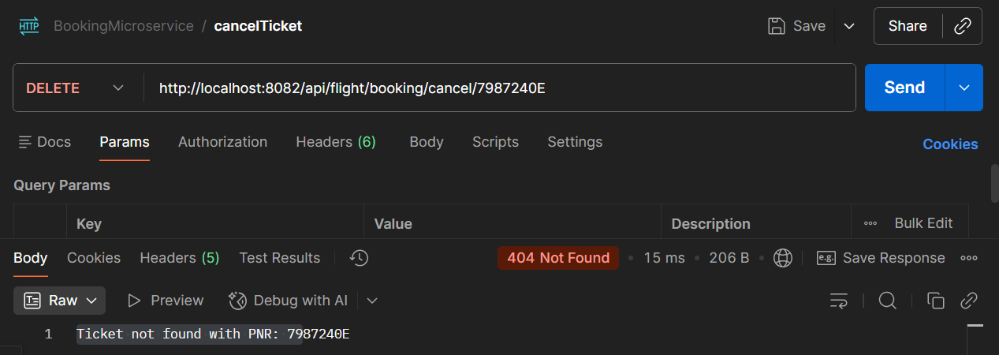 HTTP BookingMicroservice / cancelTicket Save Share
DELETE http://localhost:8082/api/flight/booking/cancel/7987240E Send
Docs Params Authorization Headers (6) Body Scripts Settings Cookies
Query Params
Key Value Description Bulk Edit
Body Cookies Headers (5) Test Results 404 Not Found • 15 ms • 206 B • e.g. Save Response
Raw Preview Debug with AI
1 Ticket not found with PNR: 7987240E